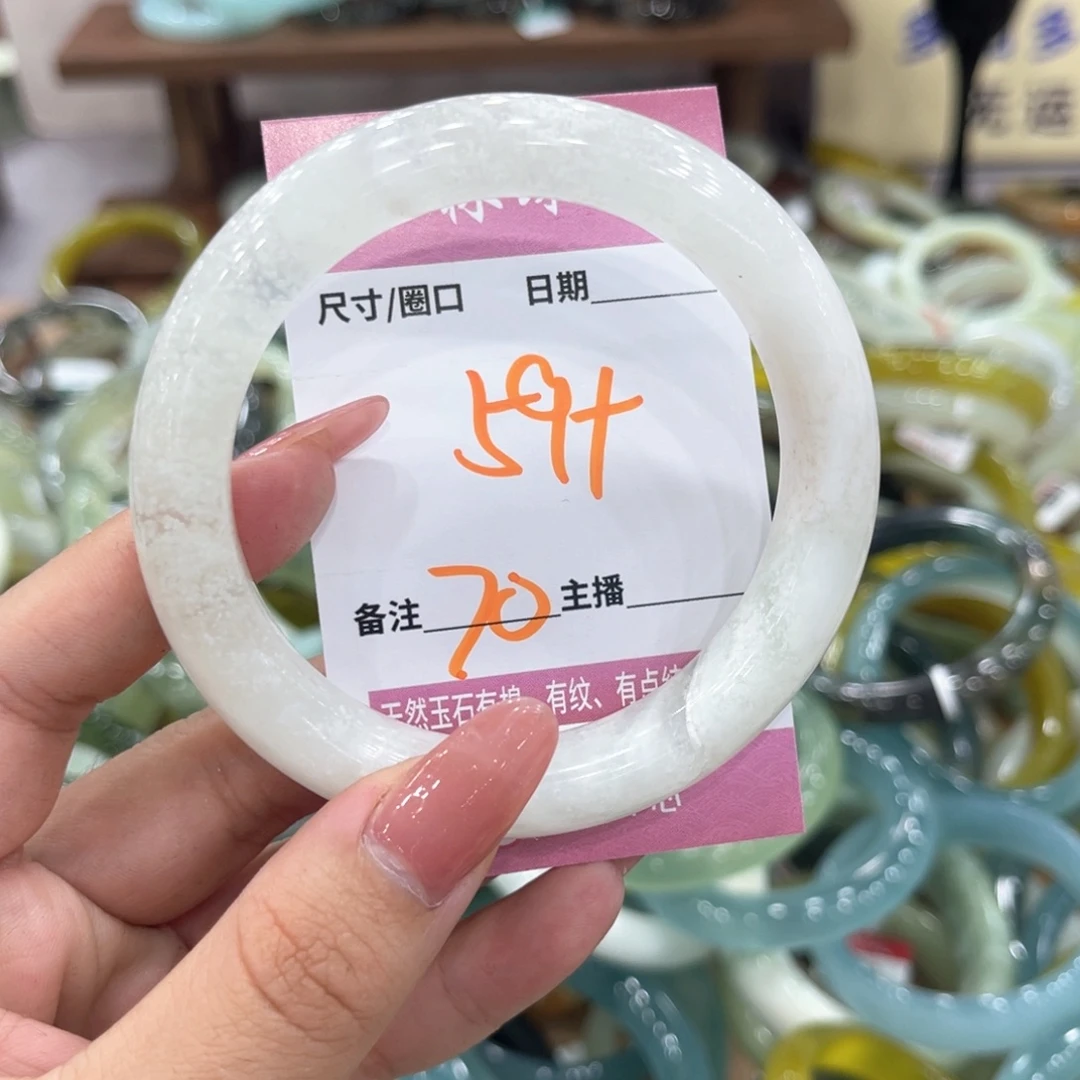 尺寸/圈口 日期
59+
备注 70 主播
天然玉石有棉、有纹、有点